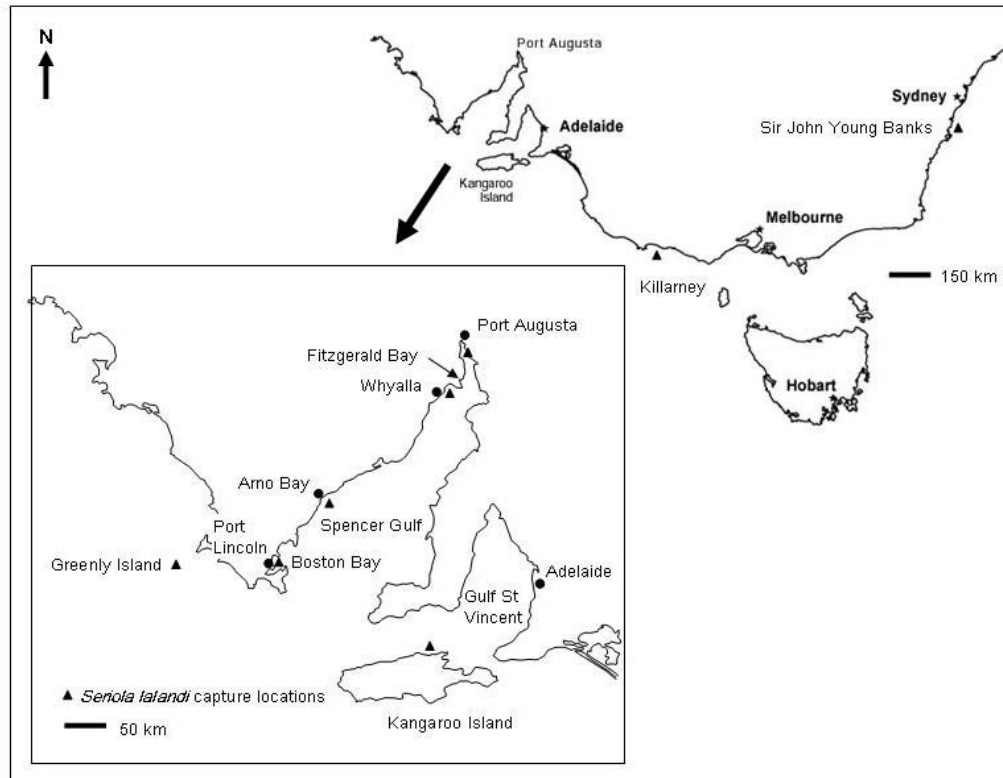 N
Port Augusta
Sydney
Sir John Young Banks
Adelaide
Kangaroo
Island
Melbourne
150 km
Killarney
Hobart
Port Augusta
Fitzgerald Bay
Whyalla
Arno Bay
Spencer Gulf
Port
Lincoln
Boston Bay
Greenly Island
Adelaide
Gulf St
Vincent
Seriola lalandi capture locations
Kangaroo Island
50 km